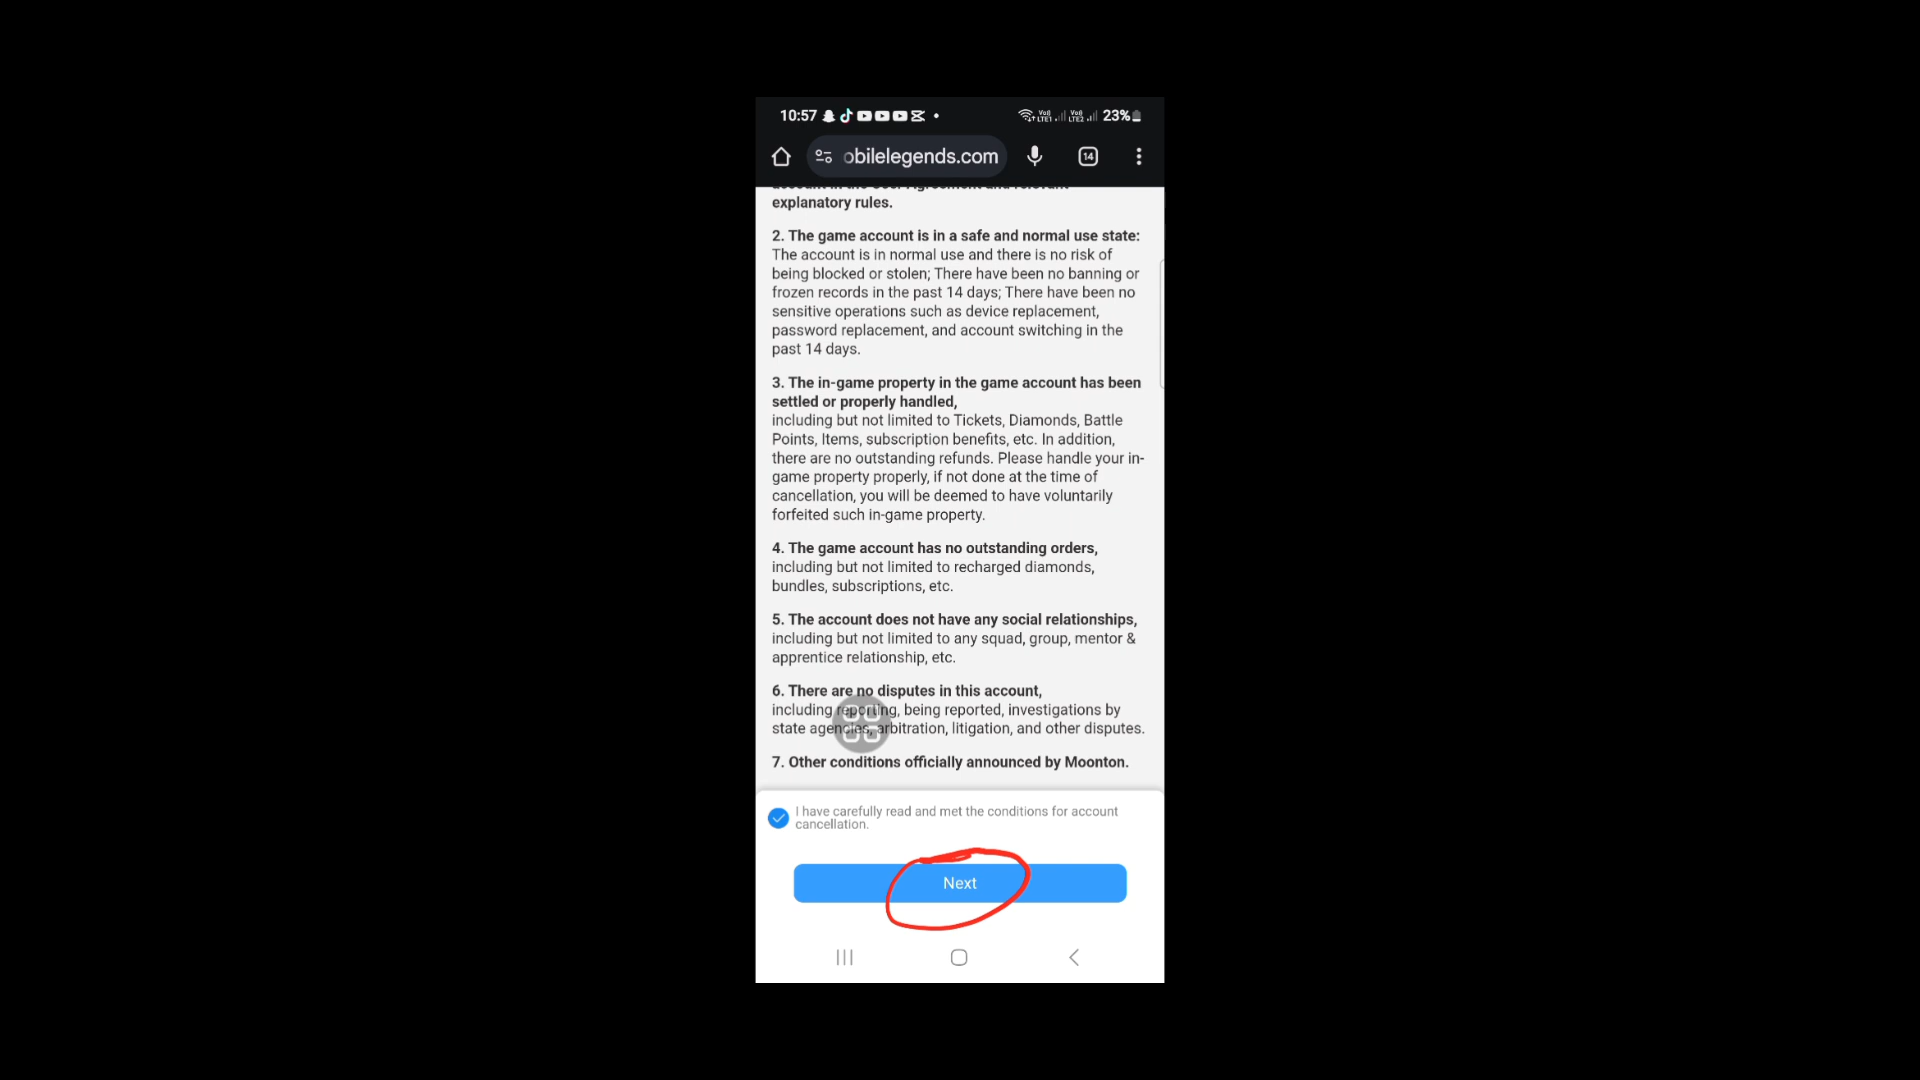 10:57
Vo)) LTE1 Vo)) LTE2 23%
obilelegends.com
14
explanatory rules.
2. The game account is in a safe and normal use state:
The account is in normal use and there is no risk of
being blocked or stolen; There have been no banning or
frozen records in the past 14 days; There have been no
sensitive operations such as device replacement,
password replacement, and account switching in the
past 14 days.
3. The in-game property in the game account has been
settled or properly handled,
including but not limited to Tickets, Diamonds, Battle
Points, Items, subscription benefits, etc. In addition,
there are no outstanding refunds. Please handle your in-
game property properly, if not done at the time of
cancellation, you will be deemed to have voluntarily
forfeited such in-game property.
4. The game account has no outstanding orders,
including but not limited to recharged diamonds,
bundles, subscriptions, etc.
5. The account does not have any social relationships,
including but not limited to any squad, group, mentor &
apprentice relationship, etc.
6. There are no disputes in this account,
including reporting, being reported, investigations by
state agencies, arbitration, litigation, and other disputes.
7. Other conditions officially announced by Moonton.
I have carefully read and met the conditions for account
cancellation.
Next